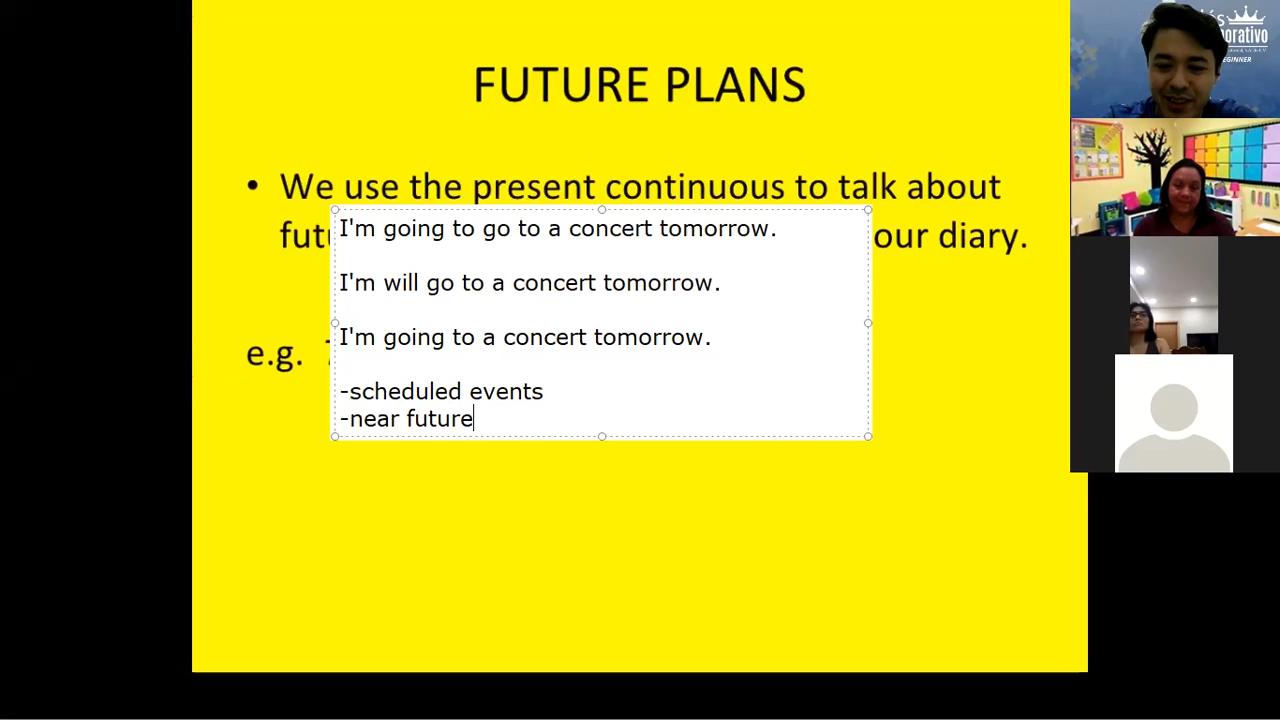 FUTURE PLANS
• We use the present continuous to talk about
our diary.
I'm going to go to a concert tomorrow.
I'm will go to a concert tomorrow.
I'm going to a concert tomorrow.
e.g.
-scheduled events
-near future